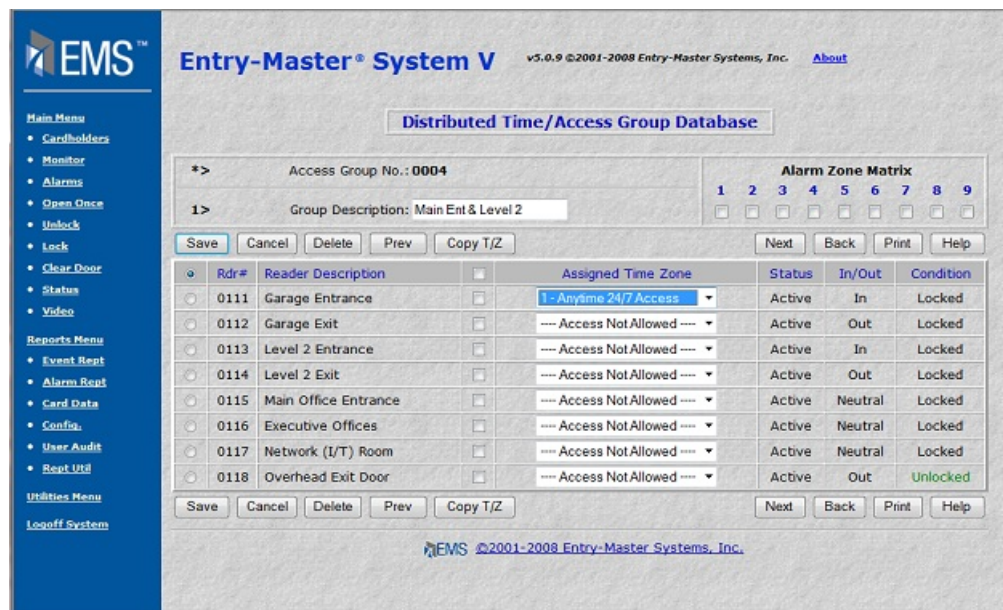 EMS™
Entry-Master® System V v5.0.9 ©2001-2008 Entry-Master Systems, Inc. About
Main Menu
Cardholders
Monitor
Alarms
Open Once
Unlock
Lock
Clear Door
Status
Video
Reports Menu
Event Rept
Alarm Rept
Card Data
Config.
User Audit
Rept Util
Utilities Menu
Logoff System
Distributed Time/Access Group Database
*> Access Group No.: 0004
1> Group Description: Main Ent & Level 2
Alarm Zone Matrix
1 2 3 4 5 6 7 8 9
Save Cancel Delete Prev Copy T/Z Next Back Print Help
Rdr# Reader Description Assigned Time Zone Status In/Out Condition
0111 Garage Entrance 1 - Anytime 24/7 Access Active In Locked
0112 Garage Exit ---- Access Not Allowed ---- Active Out Locked
0113 Level 2 Entrance ---- Access Not Allowed ---- Active In Locked
0114 Level 2 Exit ---- Access Not Allowed ---- Active Out Locked
0115 Main Office Entrance ---- Access Not Allowed ---- Active Neutral Locked
0116 Executive Offices ---- Access Not Allowed ---- Active Neutral Locked
0117 Network (I/T) Room ---- Access Not Allowed ---- Active Neutral Locked
0118 Overhead Exit Door ---- Access Not Allowed ---- Active Out Unlocked
Save Cancel Delete Prev Copy T/Z Next Back Print Help
EMS ©2001-2008 Entry-Master Systems, Inc.